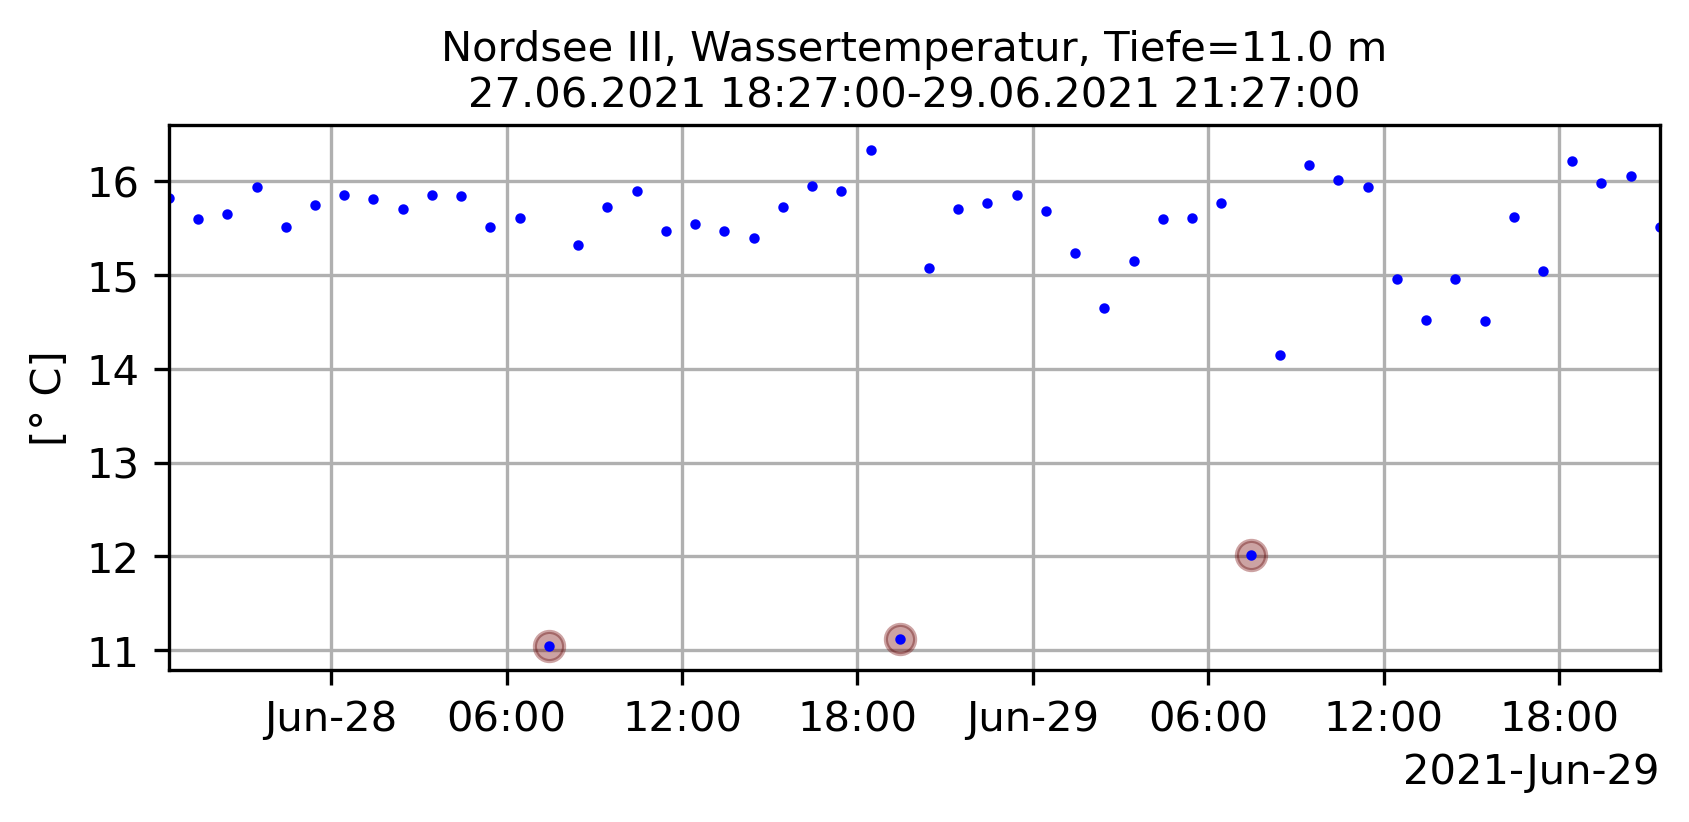 Nordsee III, Wassertemperatur, Tiefe=11.0 m
27.06.2021 18:27:00-29.06.2021 21:27:00
[° C]
16
15
14
13
12
11
Jun-28 06:00 12:00 18:00 Jun-29 06:00 12:00 18:00
2021-Jun-29